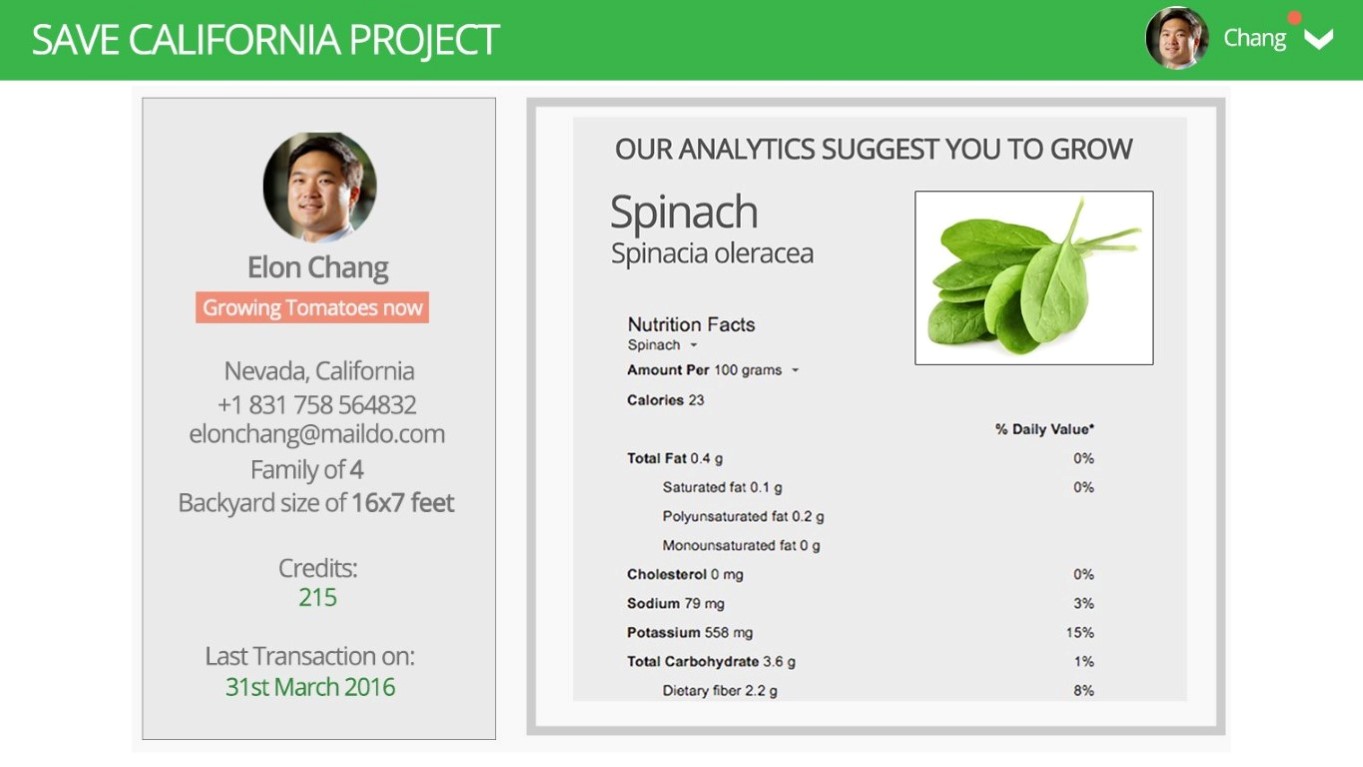 SAVE CALIFORNIA PROJECT
Chang
Elon Chang
Growing Tomatoes now
Nevada, California
+1 831 758 564832
elonchang@maildo.com
Family of 4
Backyard size of 16x7 feet
Credits:
215
Last Transaction on:
31st March 2016
OUR ANALYTICS SUGGEST YOU TO GROW
Spinach
Spinacia oleracea
Nutrition Facts
Spinach
Amount Per 100 grams
Calories 23
% Daily Value*
Total Fat 0.4 g 0%
Saturated fat 0.1 g 0%
Polyunsaturated fat 0.2 g
Monounsaturated fat 0 g
Cholesterol 0 mg 0%
Sodium 79 mg 3%
Potassium 558 mg 15%
Total Carbohydrate 3.6 g 1%
Dietary fiber 2.2 g 8%